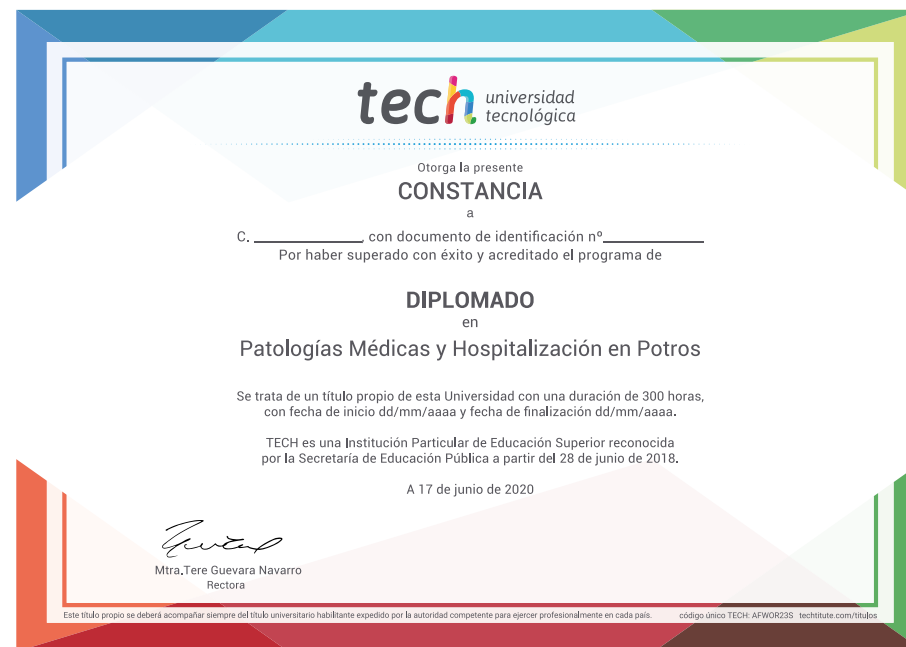 tech universidad
tecnológica
Otorga la presente
CONSTANCIA
a
C. ____________, con documento de identificación nº____________
Por haber superado con éxito y acreditado el programa de
DIPLOMADO
en
Patologías Médicas y Hospitalización en Potros
Se trata de un título propio de esta Universidad con una duración de 300 horas,
con fecha de inicio dd/mm/aaaa y fecha de finalización dd/mm/aaaa.
TECH es una Institución Particular de Educación Superior reconocida
por la Secretaría de Educación Pública a partir del 28 de junio de 2018.
A 17 de junio de 2020
Mtra.Tere Guevara Navarro
Rectora
Este título propio se deberá acompañar siempre del título universitario habilitante expedido por la autoridad competente para ejercer profesionalmente en cada país. código único TECH: AFWOR23S techtitute.com/titulos